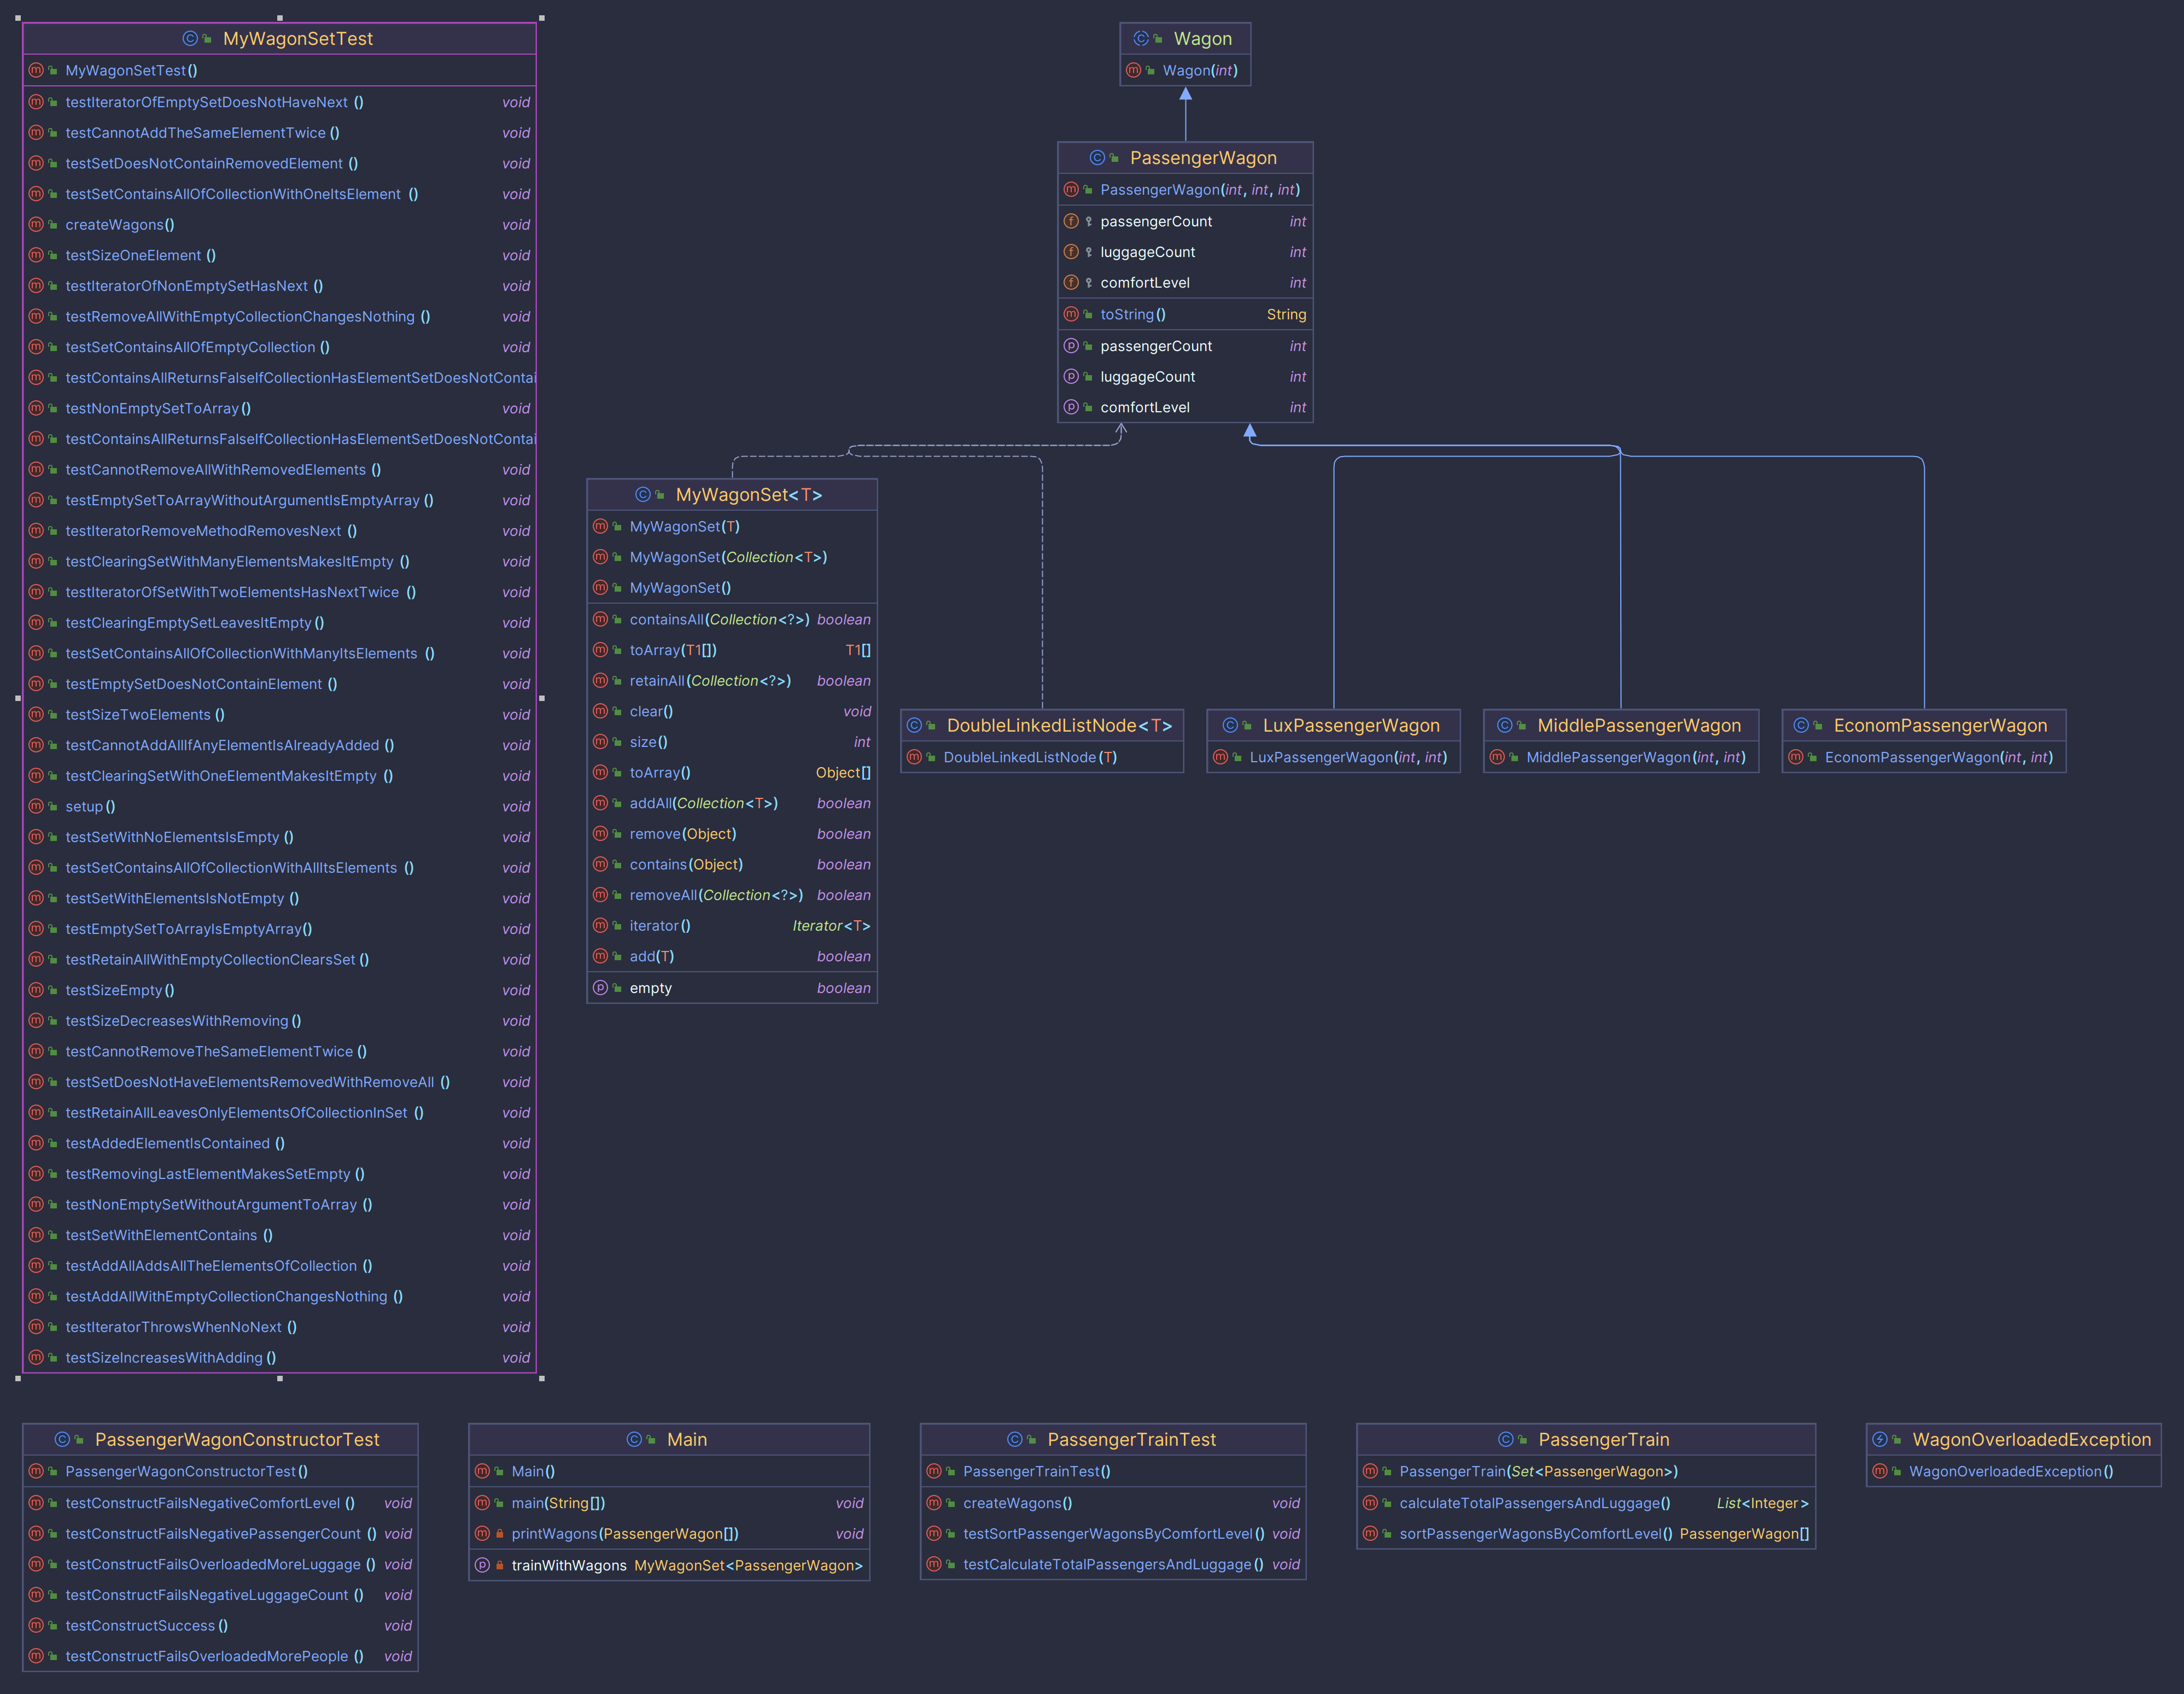 MyWagonSetTest
MyWagonSetTest()
testIteratorOfEmptySetDoesNotHaveNext () void
testCannotAddTheSameElementTwice () void
testSetDoesNotContainRemovedElement () void
testSetContainsAllOfCollectionWithOneItsElement () void
createWagons() void
testSizeOneElement () void
testIteratorOfNonEmptySetHasNext () void
testRemoveAllWithEmptyCollectionChangesNothing () void
testSetContainsAllOfEmptyCollection () void
testContainsAllReturnsFalseIfCollectionHasElementSetDoesNotContai
testNonEmptySetToArray() void
testContainsAllReturnsFalseIfCollectionHasElementSetDoesNotContai
testCannotRemoveAllWithRemovedElements () void
testEmptySetToArrayWithoutArgumentIsEmptyArray () void
testIteratorRemoveMethodRemovesNext () void
testClearingSetWithManyElementsMakesItEmpty () void
testIteratorOfSetWithTwoElementsHasNextTwice () void
testClearingEmptySetLeavesItEmpty () void
testSetContainsAllOfCollectionWithManyItsElements () void
testEmptySetDoesNotContainElement () void
testSizeTwoElements () void
testCannotAddAllIfAnyElementIsAlreadyAdded () void
testClearingSetWithOneElementMakesItEmpty () void
setup() void
testSetWithNoElementsIsEmpty () void
testSetContainsAllOfCollectionWithAllItsElements () void
testSetWithElementsIsNotEmpty () void
testEmptySetToArrayIsEmptyArray() void
testRetainAllWithEmptyCollectionClearsSet () void
testSizeEmpty() void
testSizeDecreasesWithRemoving () void
testCannotRemoveTheSameElementTwice () void
testSetDoesNotHaveElementsRemovedWithRemoveAll () void
testRetainAllLeavesOnlyElementsOfCollectionInSet () void
testAddedElementIsContained () void
testRemovingLastElementMakesSetEmpty () void
testNonEmptySetWithoutArgumentToArray () void
testSetWithElementContains () void
testAddAllAddsAllTheElementsOfCollection () void
testAddAllWithEmptyCollectionChangesNothing () void
testIteratorThrowsWhenNoNext () void
testSizeIncreasesWithAdding () void
Wagon
Wagon(int)
PassengerWagon
PassengerWagon(int, int, int)
passengerCount int
luggageCount int
comfortLevel int
toString() String
passengerCount int
luggageCount int
comfortLevel int
MyWagonSet<T>
MyWagonSet(T)
MyWagonSet(Collection<T>)
MyWagonSet()
containsAll(Collection<?>) boolean
toArray(T1[]) T1[]
retainAll(Collection<?>) boolean
clear() void
size() int
toArray() Object[]
addAll(Collection<T>) boolean
remove(Object) boolean
contains(Object) boolean
removeAll(Collection<?>) boolean
iterator() Iterator<T>
add(T) boolean
empty boolean
DoubleLinkedListNode<T>
DoubleLinkedListNode(T)
LuxPassengerWagon
LuxPassengerWagon(int, int)
MiddlePassengerWagon
MiddlePassengerWagon(int, int)
EconomPassengerWagon
EconomPassengerWagon(int, int)
PassengerWagonConstructorTest
PassengerWagonConstructorTest()
testConstructFailsNegativeComfortLevel () void
testConstructFailsNegativePassengerCount () void
testConstructFailsOverloadedMoreLuggage () void
testConstructFailsNegativeLuggageCount () void
testConstructSuccess () void
testConstructFailsOverloadedMorePeople () void
Main
Main()
main(String[]) void
printWagons(PassengerWagon[]) void
trainWithWagons MyWagonSet<PassengerWagon>
PassengerTrainTest
PassengerTrainTest()
createWagons() void
testSortPassengerWagonsByComfortLevel () void
testCalculateTotalPassengersAndLuggage () void
PassengerTrain
PassengerTrain(Set<PassengerWagon>)
calculateTotalPassengersAndLuggage() List<Integer>
sortPassengerWagonsByComfortLevel() PassengerWagon[]
WagonOverloadedException
WagonOverloadedException()